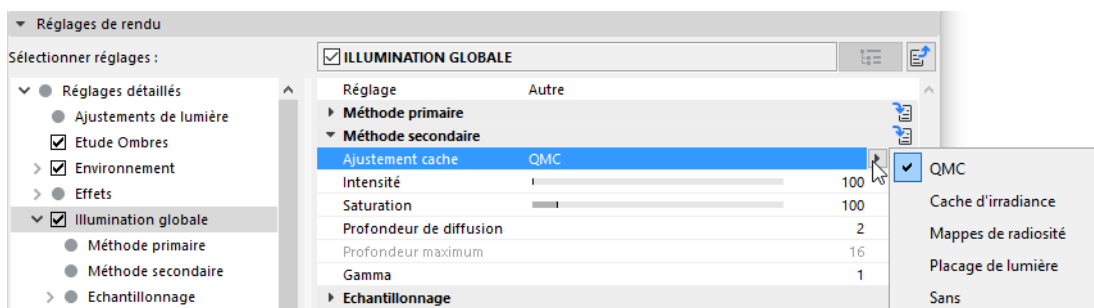 Réglages de rendu
Sélectionner réglages :
Réglages détaillés
Ajustements de lumière
Etude Ombres
Environnement
Effets
Illumination globale
Méthode primaire
Méthode secondaire
Echantillonnage
ILLUMINATION GLOBALE
Réglage Autre
Méthode primaire
Méthode secondaire
Ajustement cache QMC
Intensité 100
Saturation 100
Profondeur de diffusion 2
Profondeur maximum 16
Gamma 1
Echantillonnage
QMC
Cache d'irradiance
Mappes de radiosité
Placage de lumière
Sans